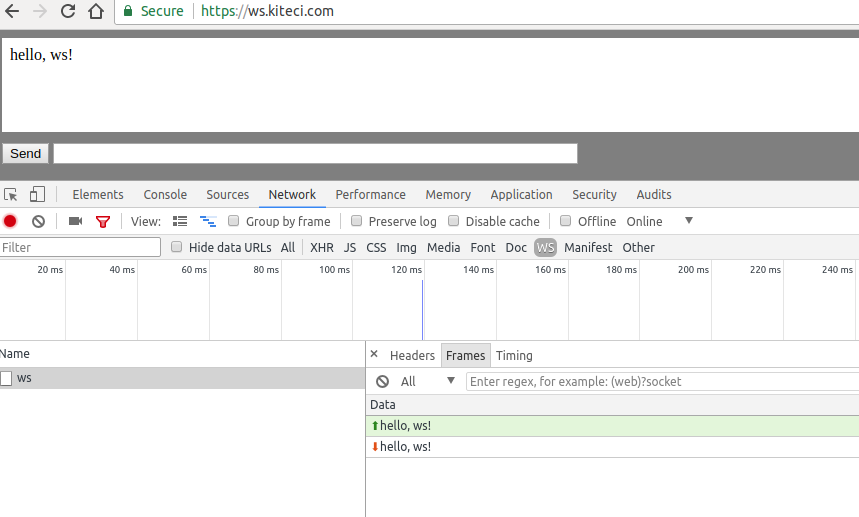 Secure https://ws.kiteci.com
hello, ws!
Send
Elements Console Sources Network Performance Memory Application Security Audits
View: Group by frame Preserve log Disable cache Offline Online
Filter Hide data URLs All XHR JS CSS Img Media Font Doc WS Manifest Other
20 ms 40 ms 60 ms 80 ms 100 ms 120 ms 140 ms 160 ms 180 ms 200 ms 220 ms 240 ms
Name
× Headers Frames Timing
ws
All Enter regex, for example: (web)?socket
Data
hello, ws!
hello, ws!